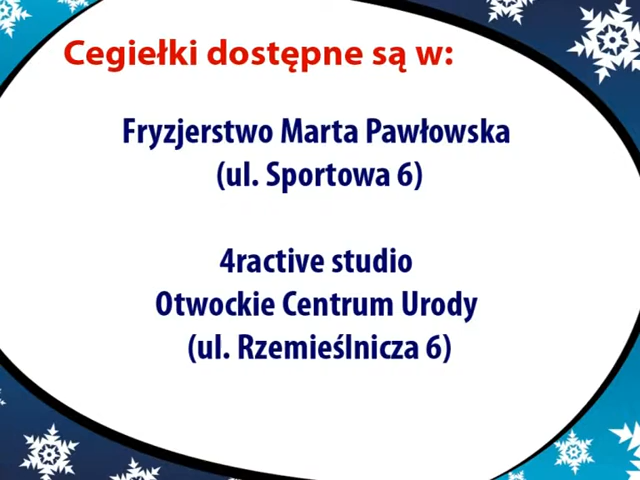 Cegiełki dostępne są w:
Fryzjerstwo Marta Pawłowska
(ul. Sportowa 6)
4ractive studio
Otwockie Centrum Urody
(ul. Rzemieślnicza 6)